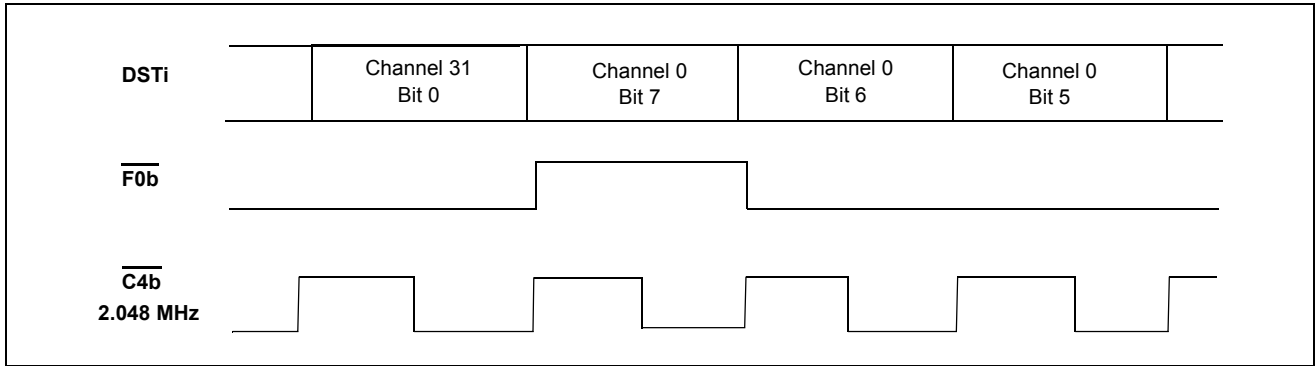 DSTi
Channel 31
Bit 0
Channel 0
Bit 7
Channel 0
Bit 6
Channel 0
Bit 5
F0b
C4b
2.048 MHz